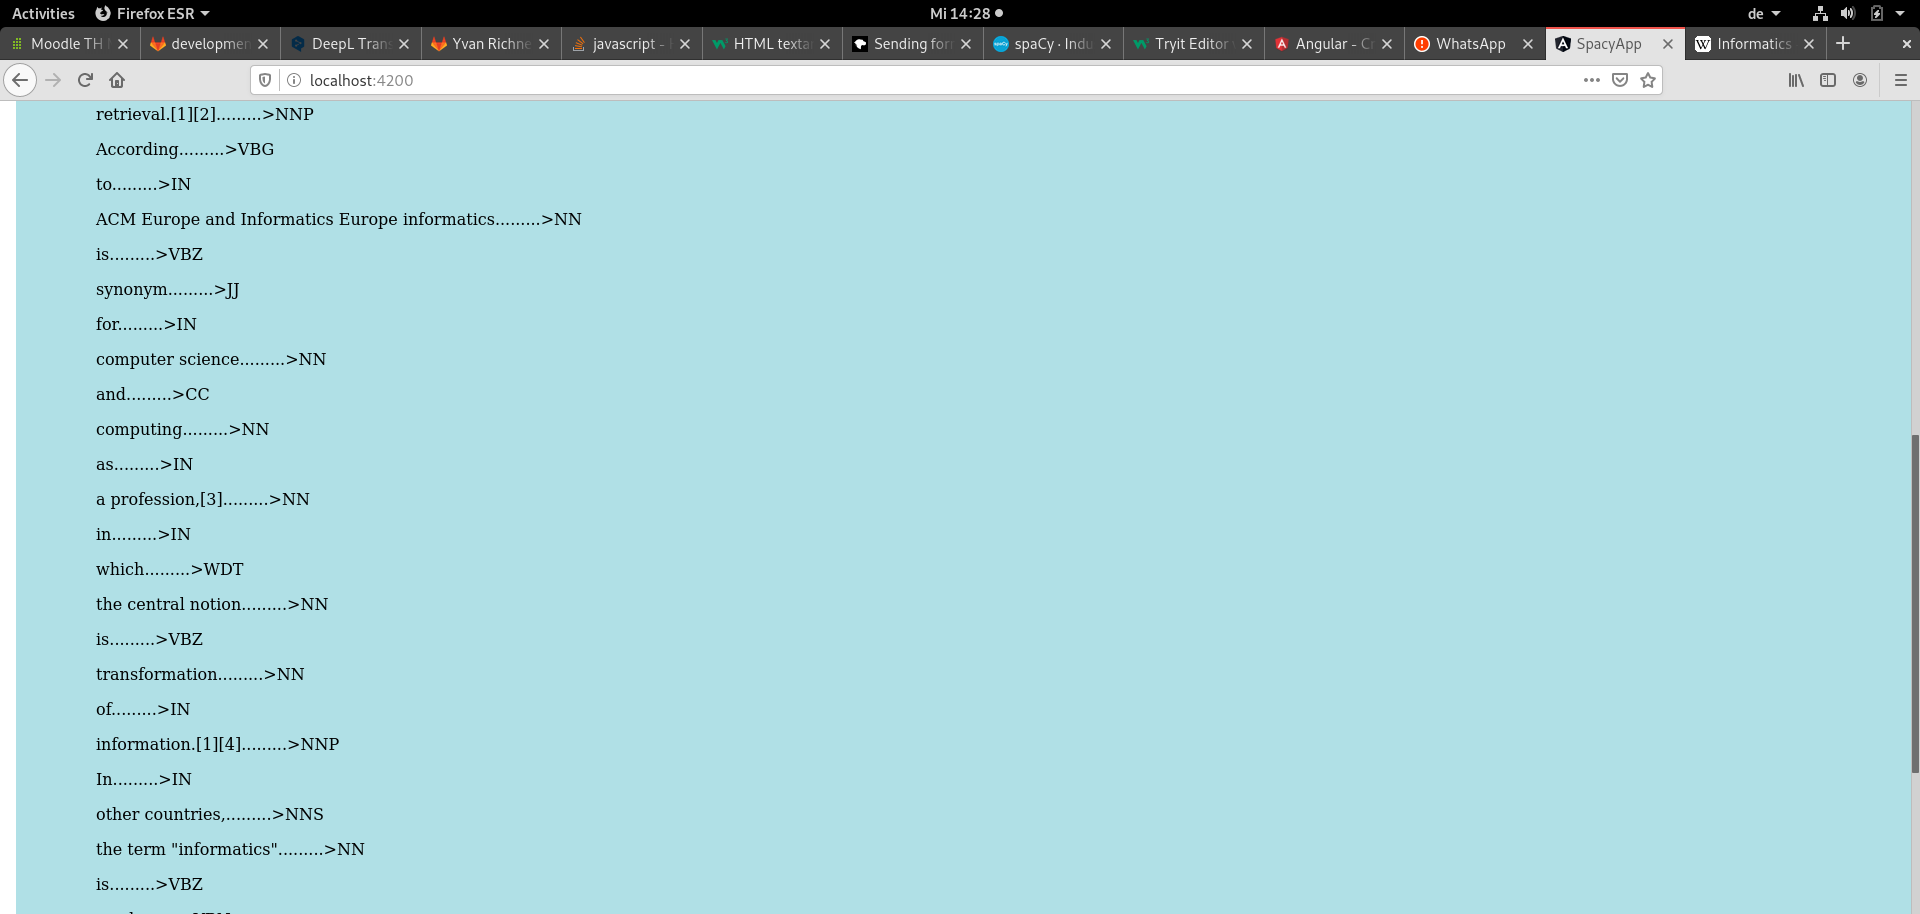 Activities Firefox ESR Mi 14:28 de
Moodle TH developmen DeepL Tran Yvan Richne javascript - HTML texta Sending for spaCy · Indu Tryit Editor Angular - C WhatsApp SpacyApp Informatics
localhost:4200
retrieval.[1][2].........>NNP
According.........>VBG
to.........>IN
ACM Europe and Informatics Europe informatics.........>NN
is.........>VBZ
synonym.........>JJ
for.........>IN
computer science.........>NN
and.........>CC
computing.........>NN
as.........>IN
a profession,[3].........>NN
in.........>IN
which.........>WDT
the central notion.........>NN
is.........>VBZ
transformation.........>NN
of.........>IN
information.[1][4].........>NNP
In.........>IN
other countries,.........>NNS
the term "informatics".........>NN
is.........>VBZ